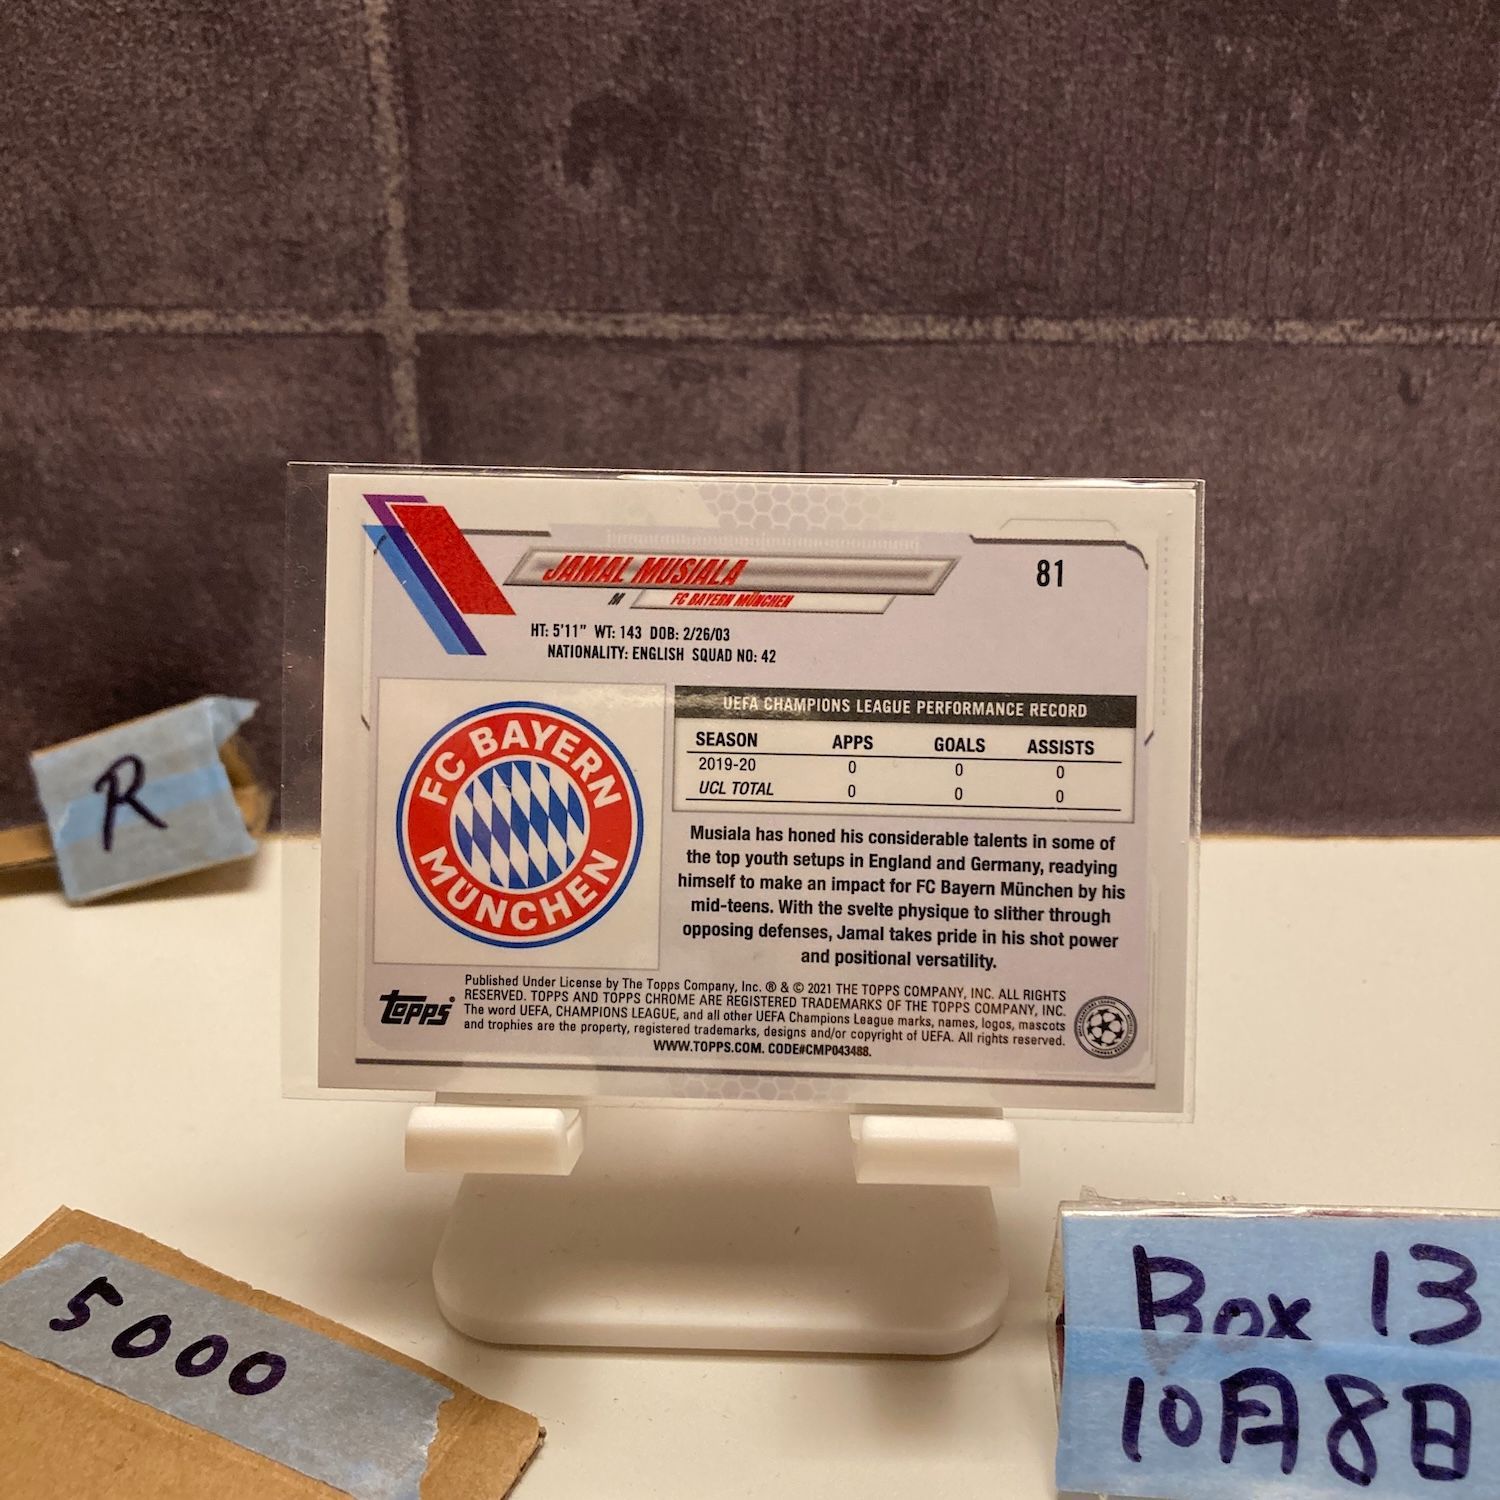 JAMAL MUSIALA
81
M FC BAYERN MÜNCHEN
HT: 5'11" WT: 143 DOB: 2/26/03
NATIONALITY: ENGLISH SQUAD NO: 42
FC BAYERN
MÜNCHEN
UEFA CHAMPIONS LEAGUE PERFORMANCE RECORD
SEASON APPS GOALS ASSISTS
2019-20 0 0 0
UCL TOTAL 0 0 0
Musiala has honed his considerable talents in some of
the top youth setups in England and Germany, readying
himself to make an impact for FC Bayern München by his
mid-teens. With the svelte physique to slither through
opposing defenses, Jamal takes pride in his shot power
and positional versatility.
topps
Published Under License by The Topps Company, Inc. ® & © 2021 THE TOPPS COMPANY, INC. ALL RIGHTS
RESERVED. TOPPS AND TOPPS CHROME ARE REGISTERED TRADEMARKS OF THE TOPPS COMPANY, INC.
The word UEFA, CHAMPIONS LEAGUE, and all other UEFA Champions League marks, names, logos, mascots
and trophies are the property, registered trademarks, designs and/or copyright of UEFA. All rights reserved.
WWW.TOPPS.COM. CODE#CMP043488.
R
5000
Box 13
10月8日